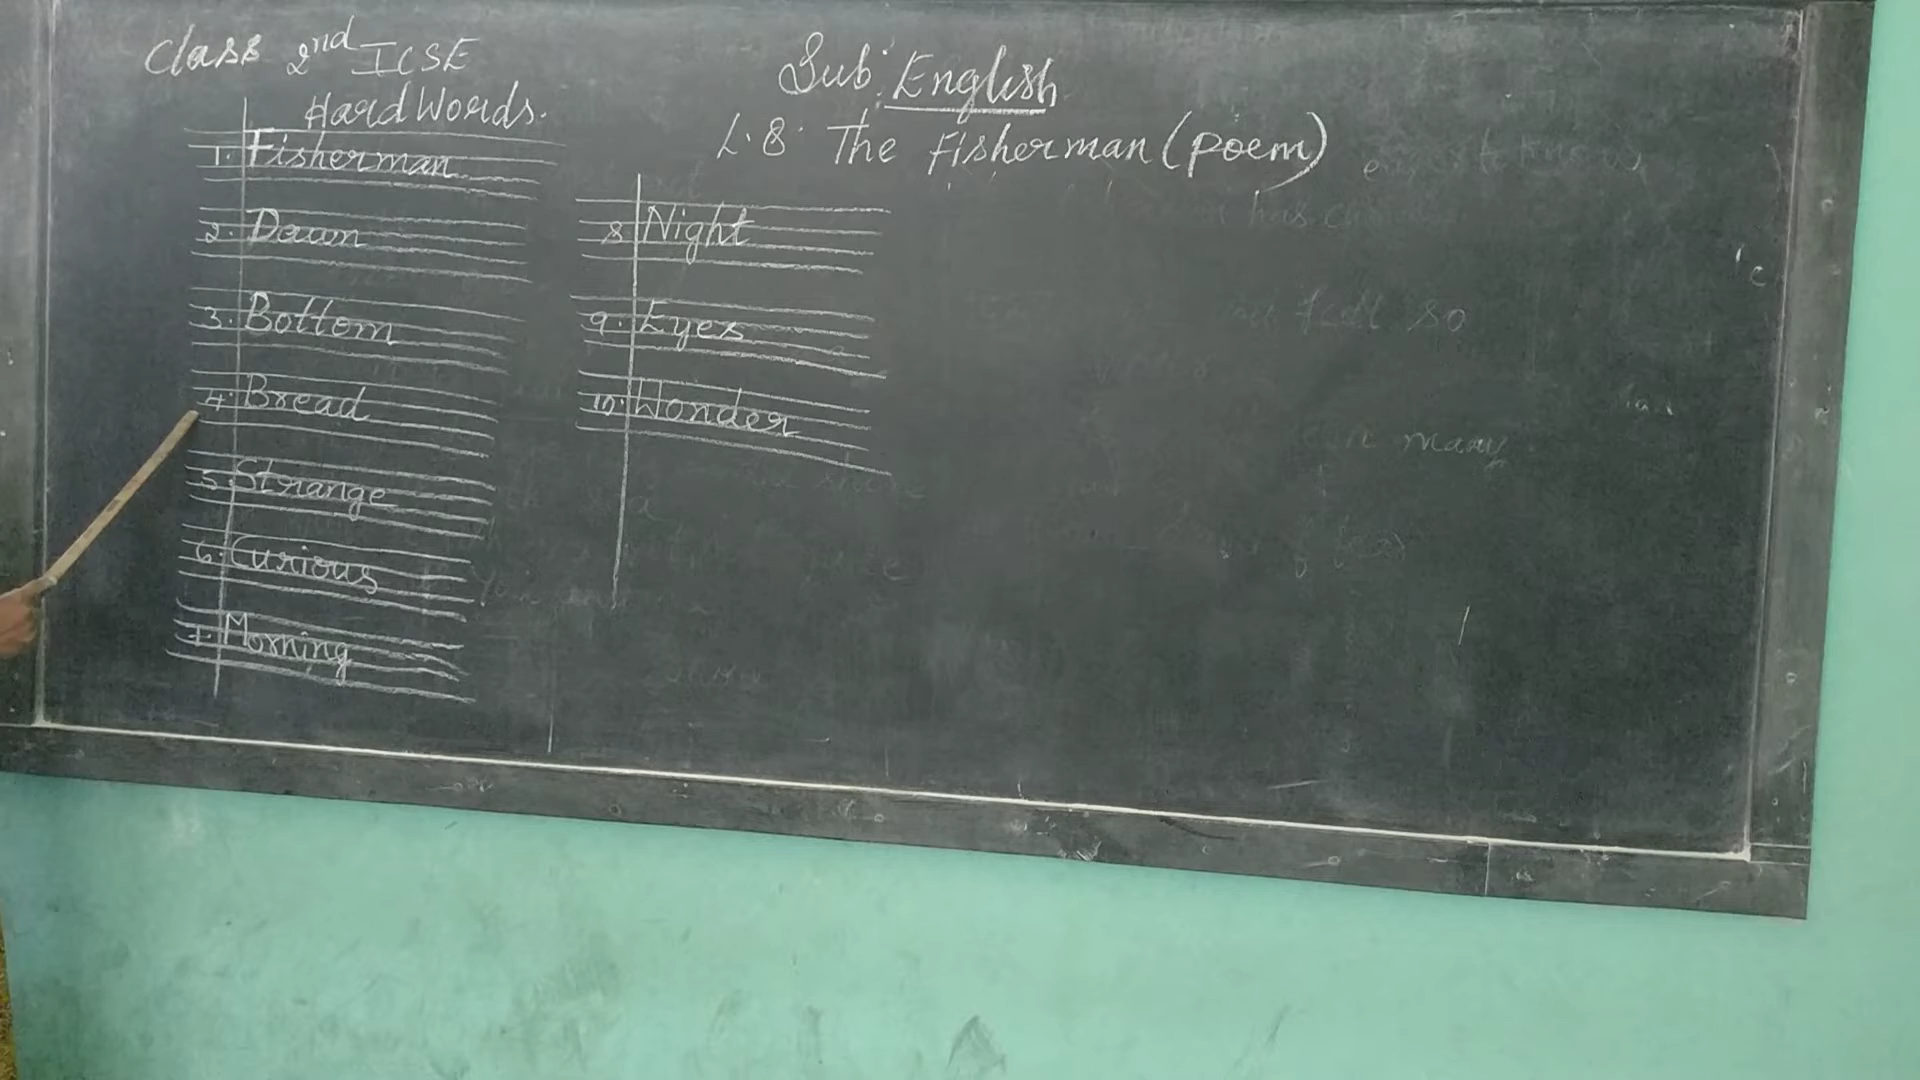 Class 2nd ICSE
Sub: English
L.8. The Fisherman (poem)
Hard Words.
1. Fisherman
2. Dawn
3. Bottom
4. Bread
5. Strange
6. Curious
7. Morning
8 Night
9. Eyes
10. Wonder